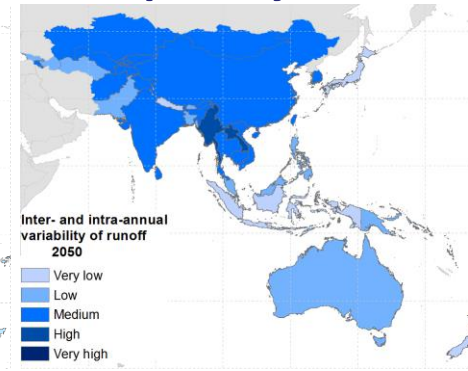 Inter- and intra-annual
variability of runoff
2050
Very low
Low
Medium
High
Very high